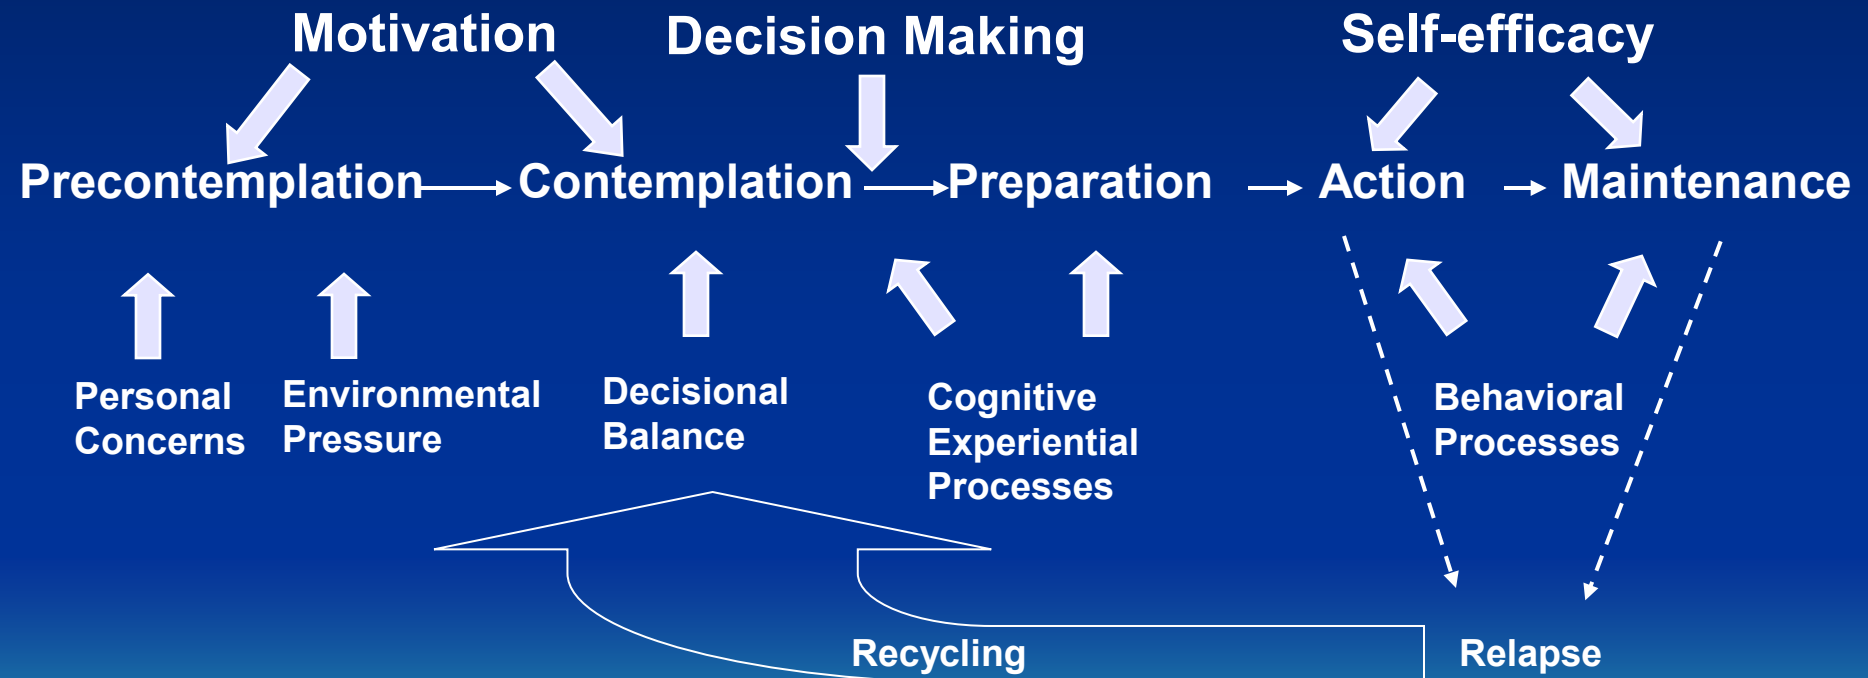 Motivation
Decision Making
Self-efficacy
Precontemplation
Contemplation
Preparation
Action
Maintenance
Personal
Concerns
Environmental
Pressure
Decisional
Balance
Cognitive
Experiential
Processes
Behavioral
Processes
Recycling
Relapse